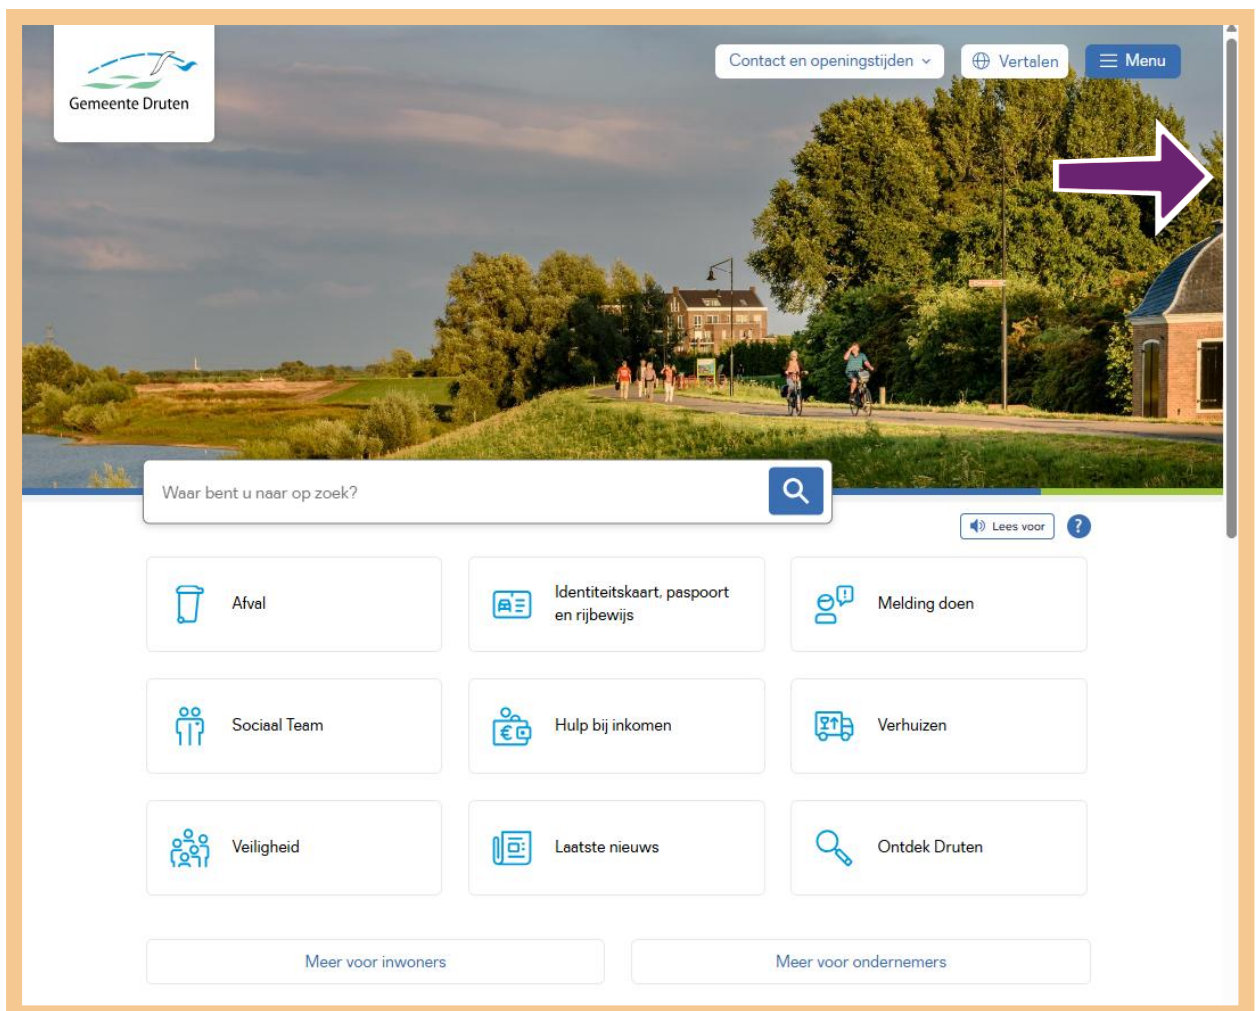 Gemeente Druten
Contact en openingstijden
Vertalen
Menu
Waar bent u naar op zoek?
Lees voor
?
Afval
Identiteitskaart, paspoort
en rijbewijs
Melding doen
Sociaal Team
Hulp bij inkomen
Verhuizen
Veiligheid
Laatste nieuws
Ontdek Druten
Meer voor inwoners
Meer voor ondernemers